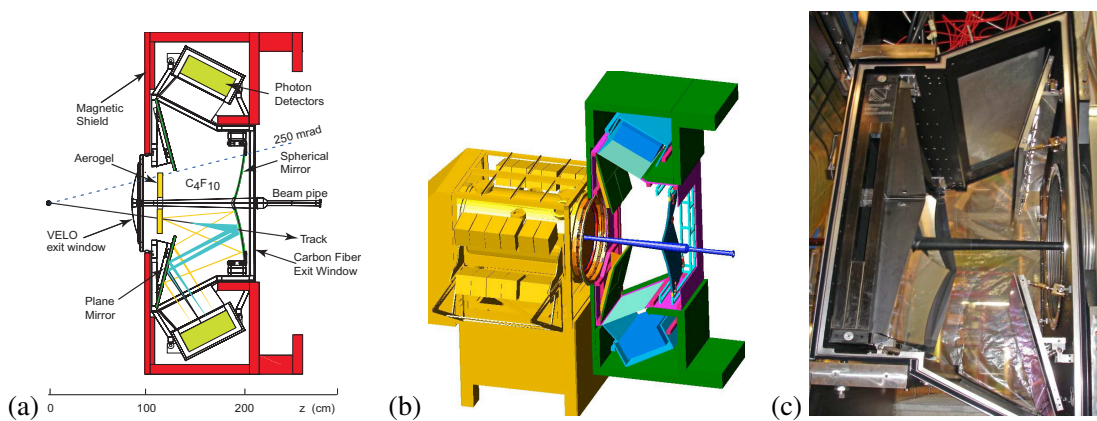 Magnetic
Shield
Photon
Detectors
250 mrad
Aerogel
Spherical
Mirror
C4F10
Beam pipe
VELO
exit window
Track
Carbon Fiber
Exit Window
Plane
Mirror
0
100
200
z (cm)
(a)
(b)
(c)